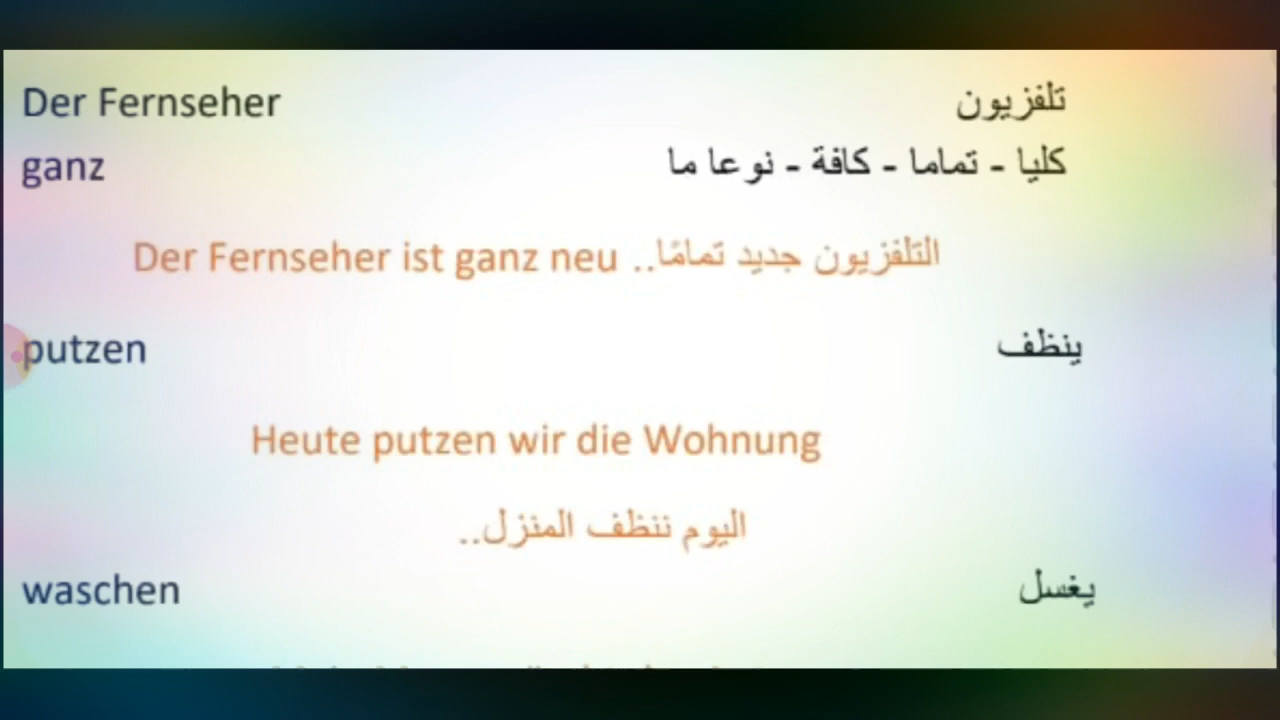 Der Fernseher تلفزيون
ganz كليا - تماما - كافة - نوعا ما
Der Fernseher ist ganz neu ..التلفزيون جديد تمامًا
putzen ينظف
Heute putzen wir die Wohnung
اليوم ننظف المنزل..
waschen يغسل